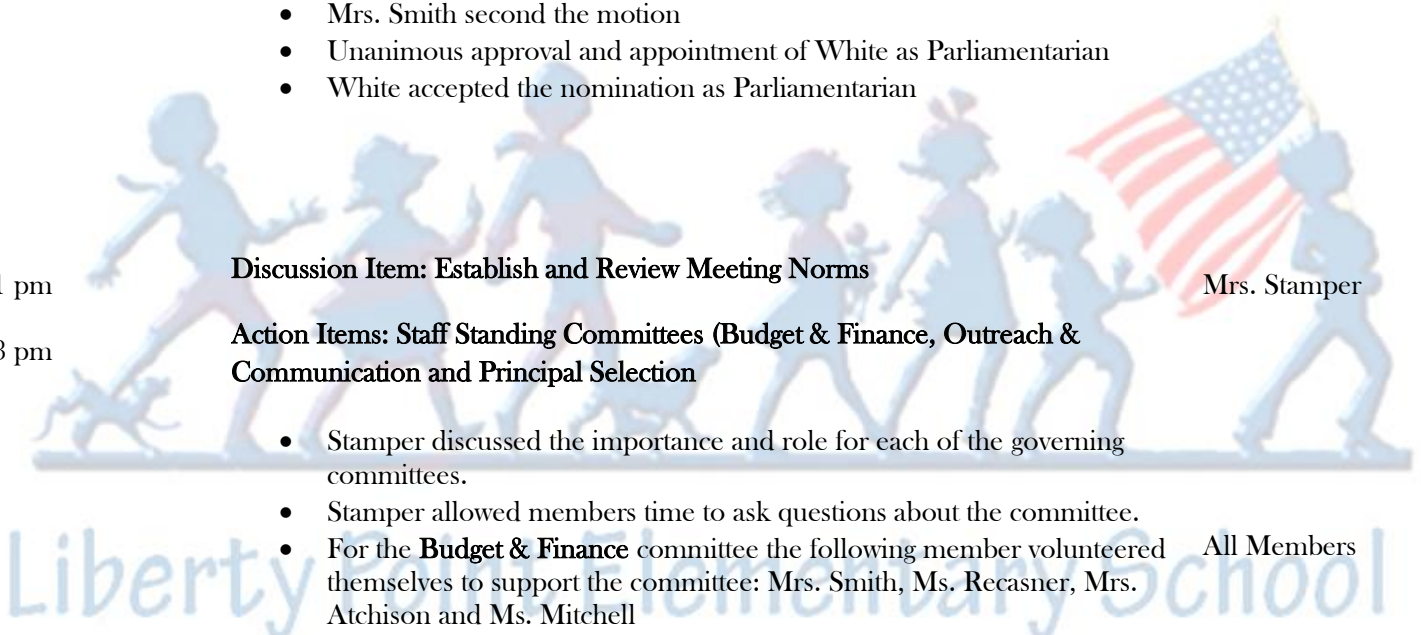 • Mrs. Smith second the motion
• Unanimous approval and appointment of White as Parliamentarian
• White accepted the nomination as Parliamentarian
Discussion Item: Establish and Review Meeting Norms
pm Mrs. Stamper
Action Items: Staff Standing Committees (Budget & Finance, Outreach &
pm
Communication and Principal Selection
• Stamper discussed the importance and role for each of the governing
committees.
• Stamper allowed members time to ask questions about the committee.
• For the Budget & Finance committee the following member volunteered All Members
themselves to support the committee: Mrs. Smith, Ms. Recasner, Mrs.
Atchison and Ms. Mitchell
Liberty Point Elementary School